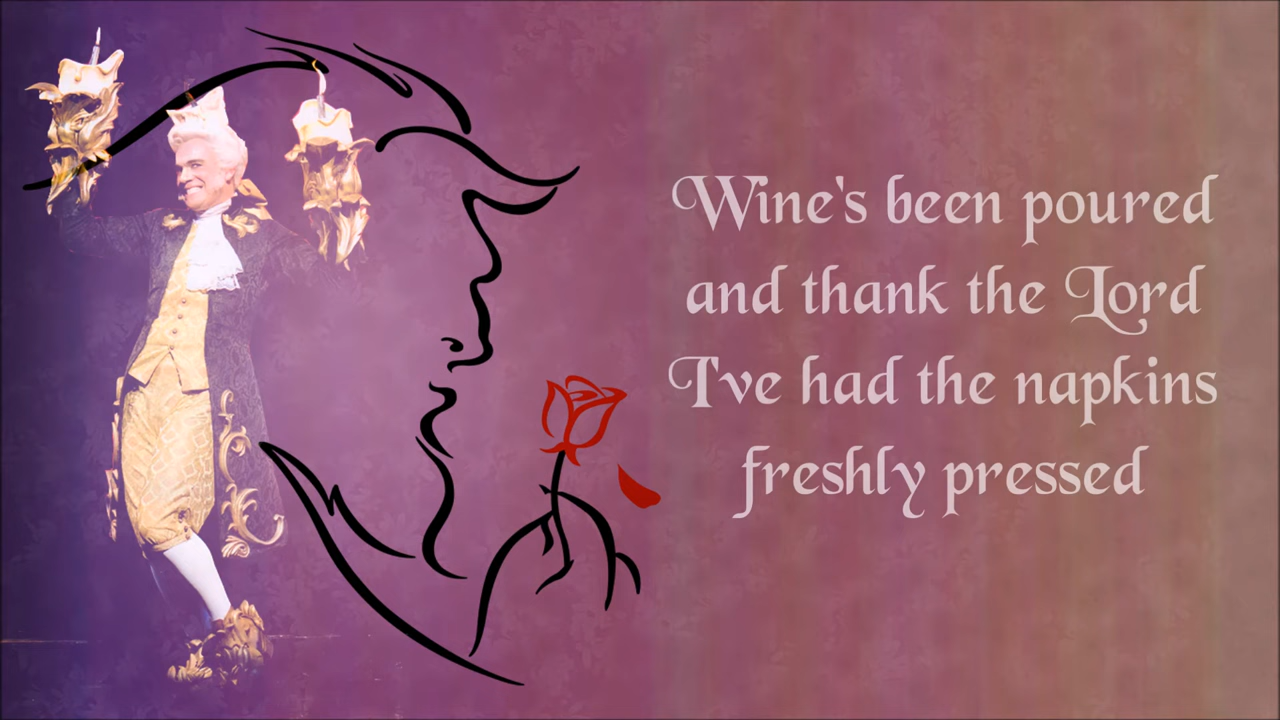 Wine's been poured
and thank the Lord
I've had the napkins
freshly pressed